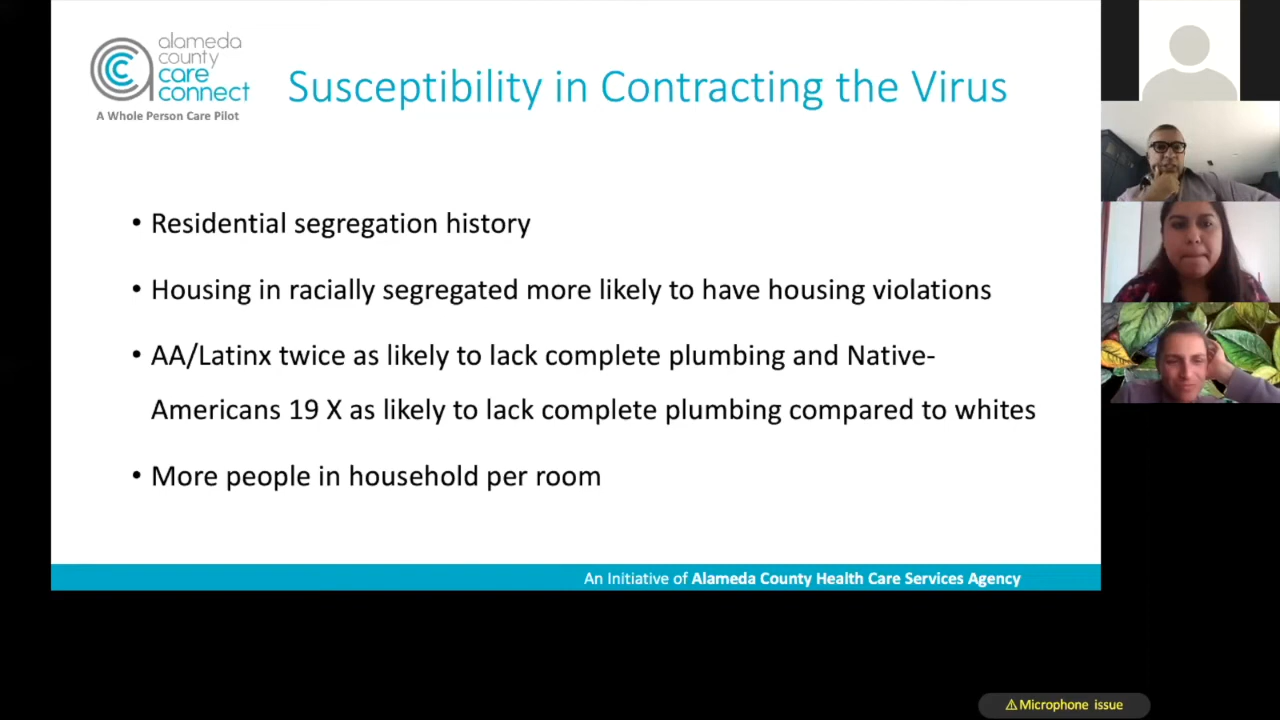 alameda
county
care
connect
A Whole Person Care Pilot
Susceptibility in Contracting the Virus
• Residential segregation history
• Housing in racially segregated more likely to have housing violations
• AA/Latinx twice as likely to lack complete plumbing and Native-
Americans 19 X as likely to lack complete plumbing compared to whites
• More people in household per room
An Initiative of Alameda County Health Care Services Agency
⚠Microphone issue